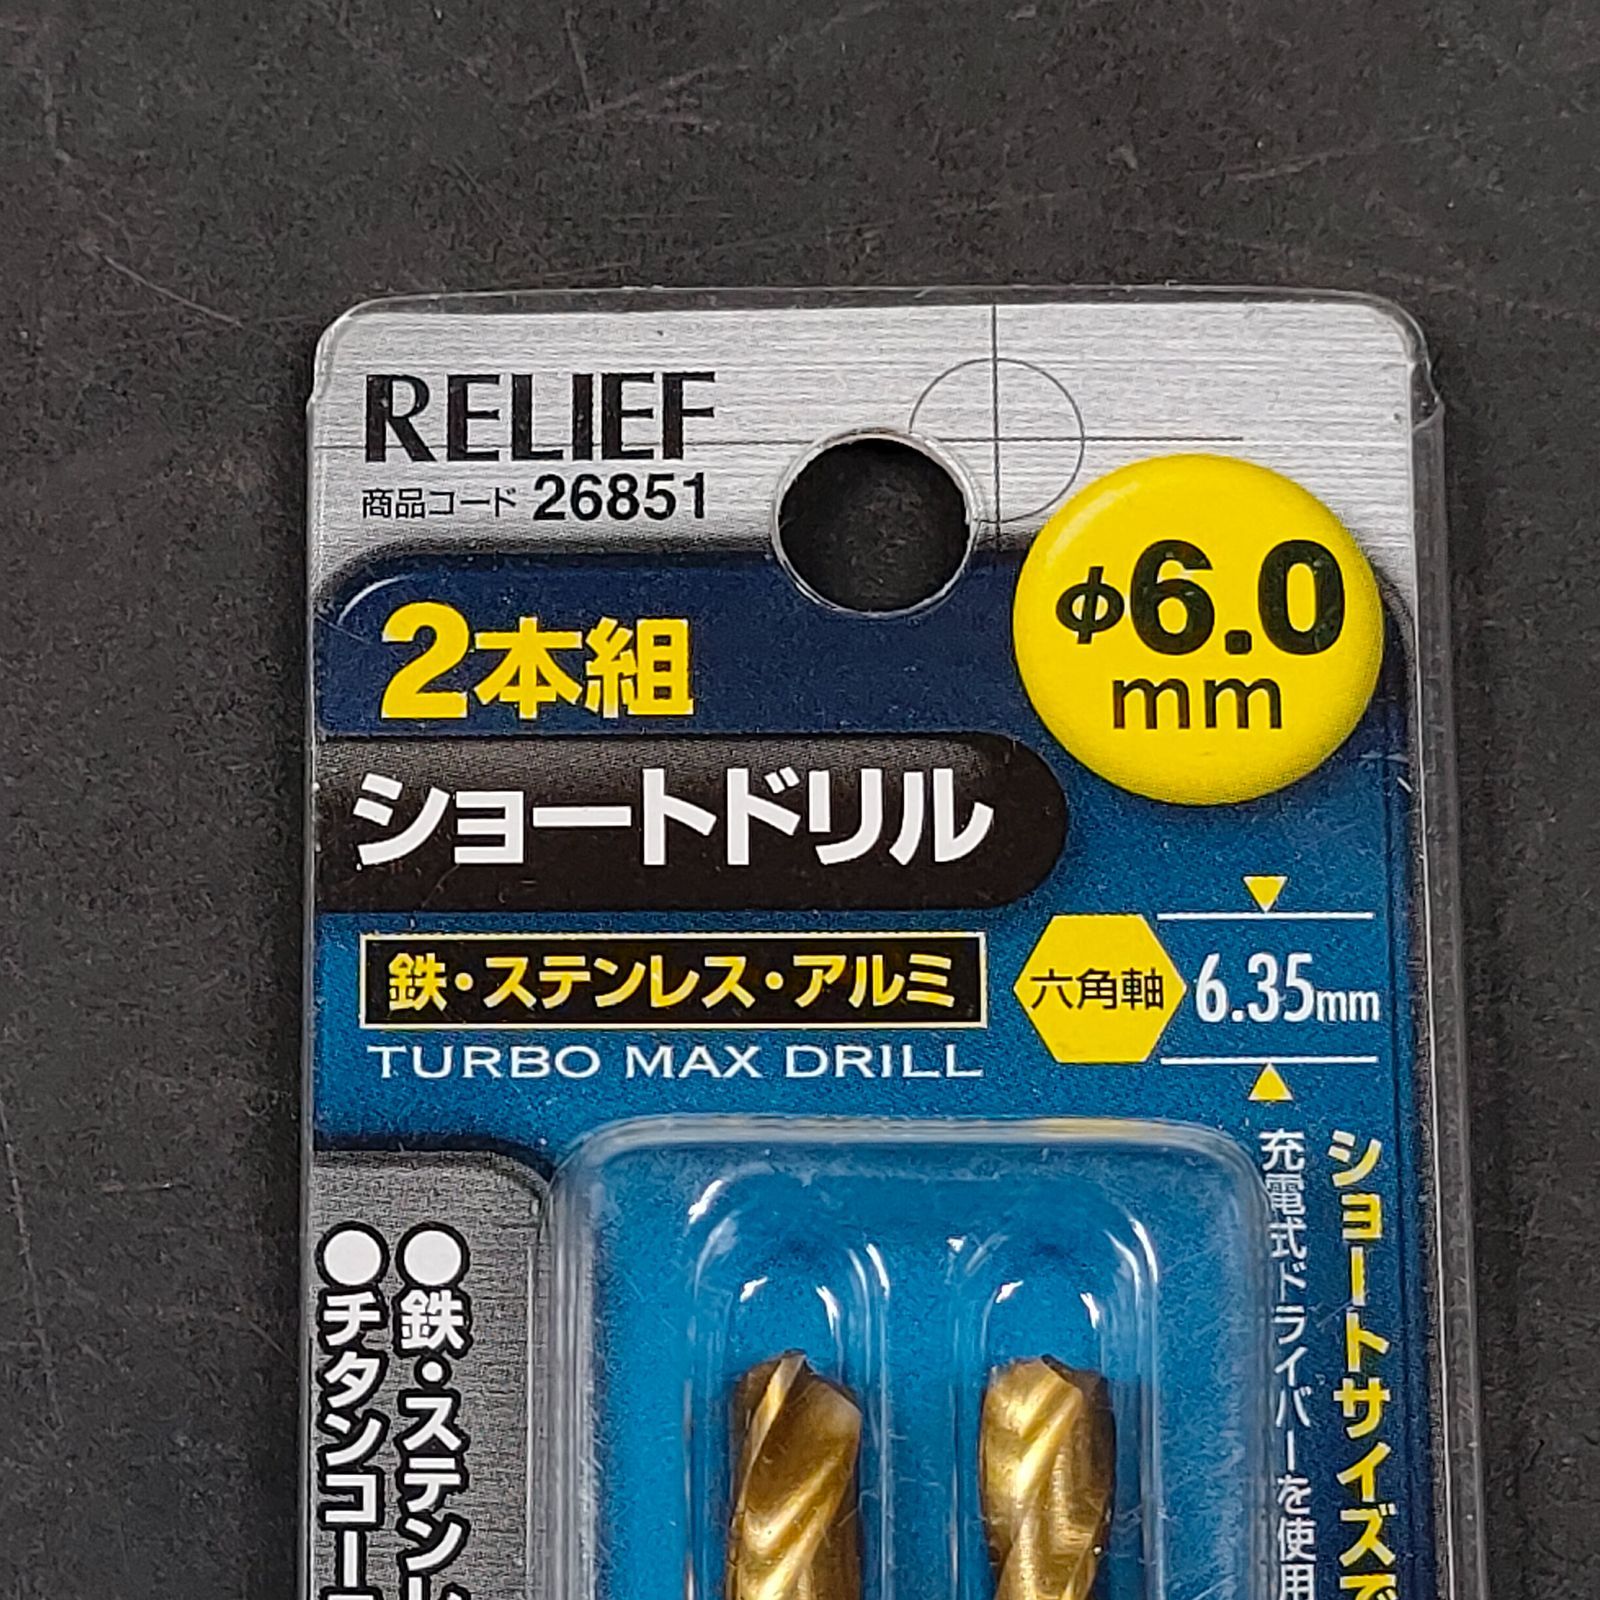 RELIEF
商品コード 26851
φ6.0
mm
2本組
ショートドリル
鉄・ステンレス・アルミ
六角軸 6.35mm
TURBO MAX DRILL
ショートサイズで
充電式ドライバーを使用
●鉄・ステン
●チタンコー